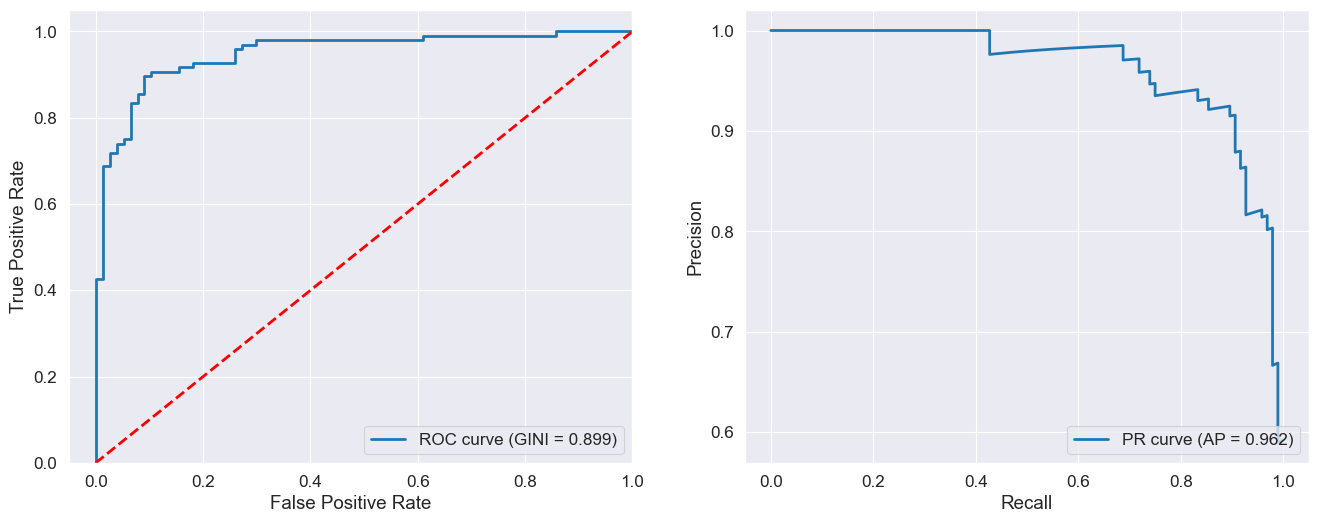 True Positive Rate
1.0
0.8
0.6
0.4
0.2
0.0
ROC curve (GINI = 0.899)
0.0 0.2 0.4 0.6 0.8 1.0
False Positive Rate
Precision
1.0
0.9
0.8
0.7
0.6
PR curve (AP = 0.962)
0.0 0.2 0.4 0.6 0.8 1.0
Recall